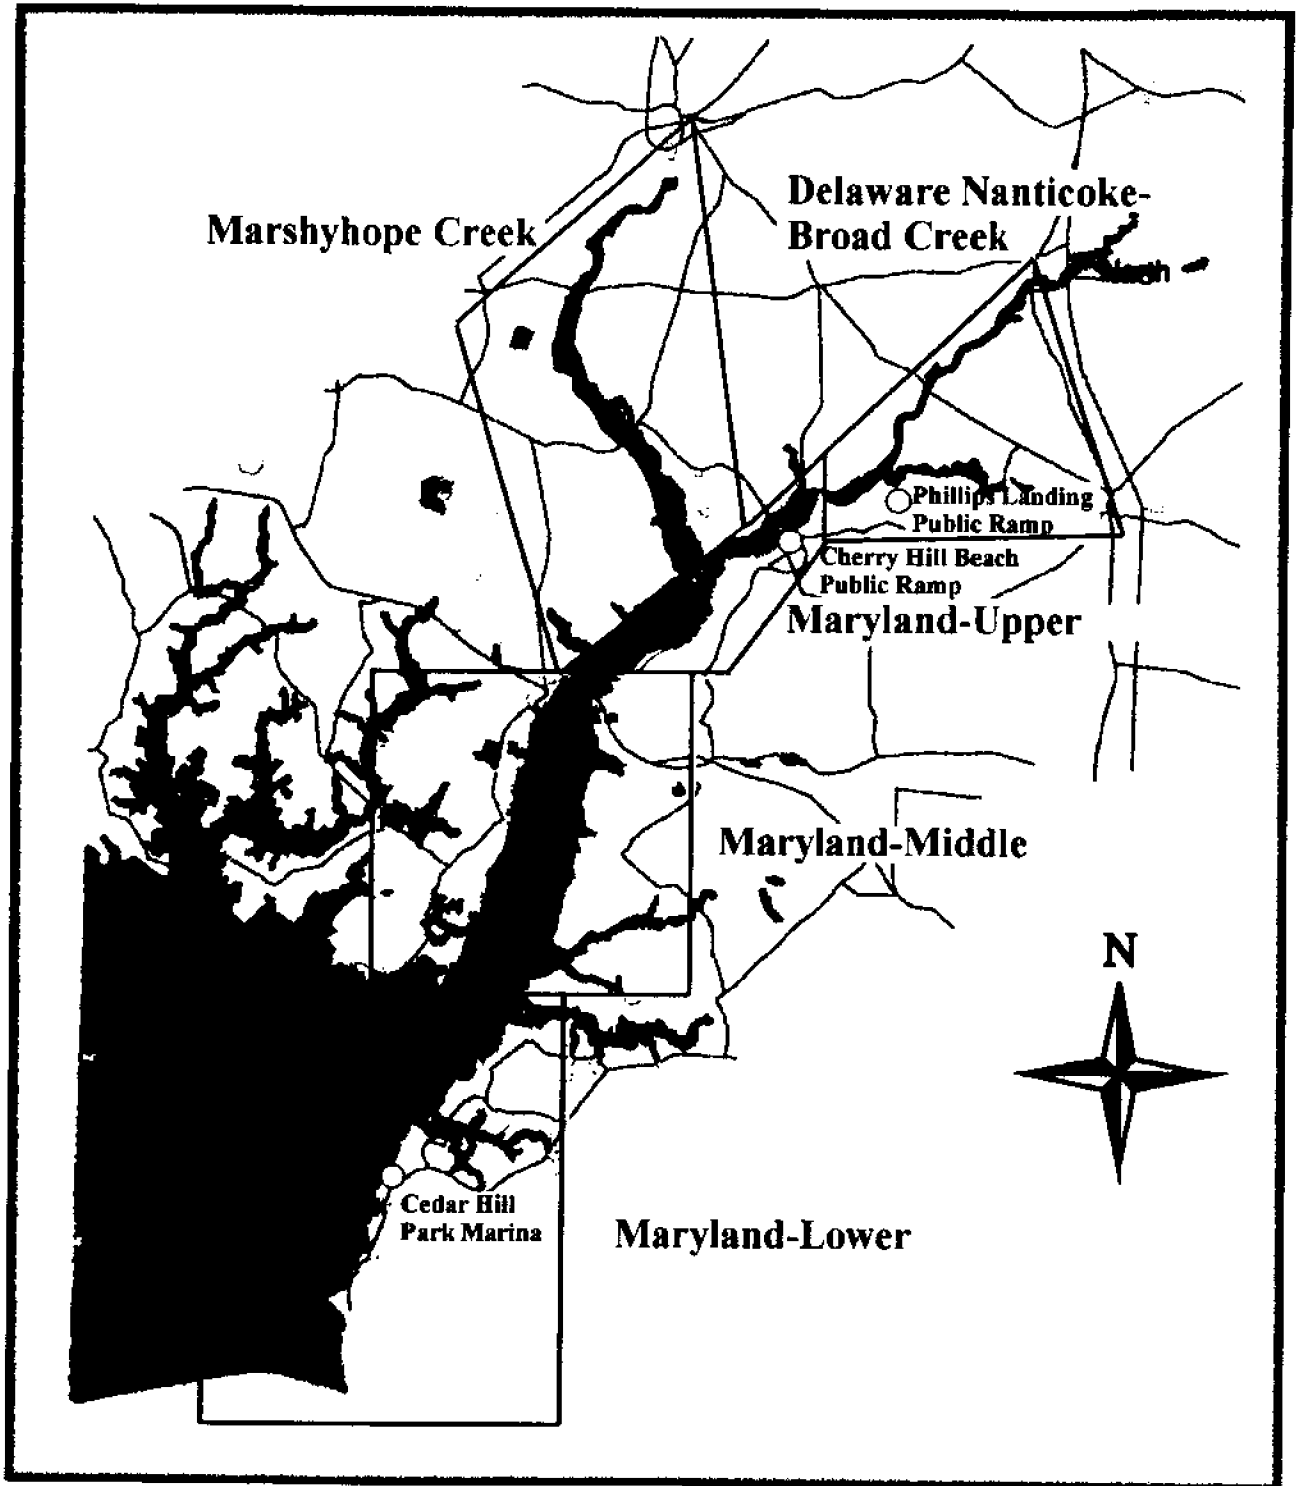 Delaware Nanticoke-
Broad Creek
Marshyhope Creek
Phillips Landing
Public Ramp
Cherry Hill Beach
Public Ramp
Maryland-Upper
Maryland-Middle
N
Cedar Hill
Park Marina
Maryland-Lower